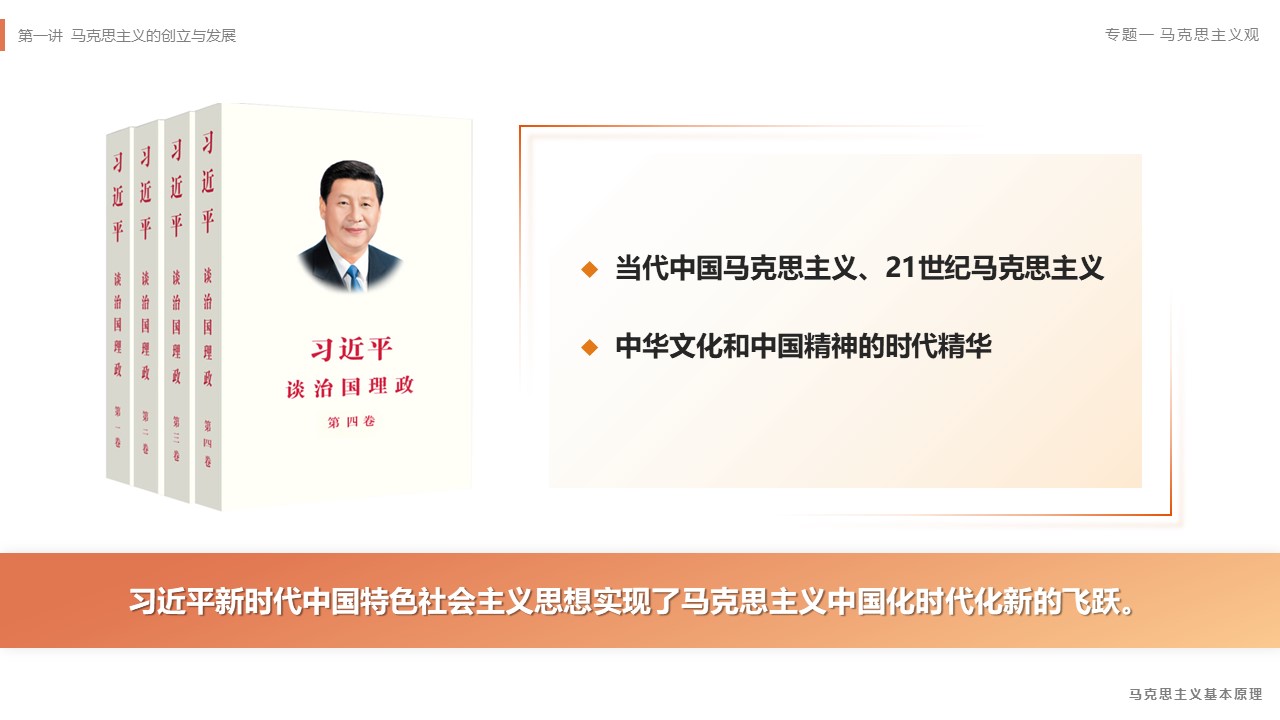 第一讲 马克思主义的创立与发展
专题一 马克思主义观
习近平 谈治国理政 第一卷
习近平 谈治国理政 第二卷
习近平 谈治国理政 第三卷
习近平 谈治国理政 第四卷
习近平
谈治国理政
第四卷
◆ 当代中国马克思主义、21世纪马克思主义
◆ 中华文化和中国精神的时代精华
习近平新时代中国特色社会主义思想实现了马克思主义中国化时代化新的飞跃。
马克思主义基本原理